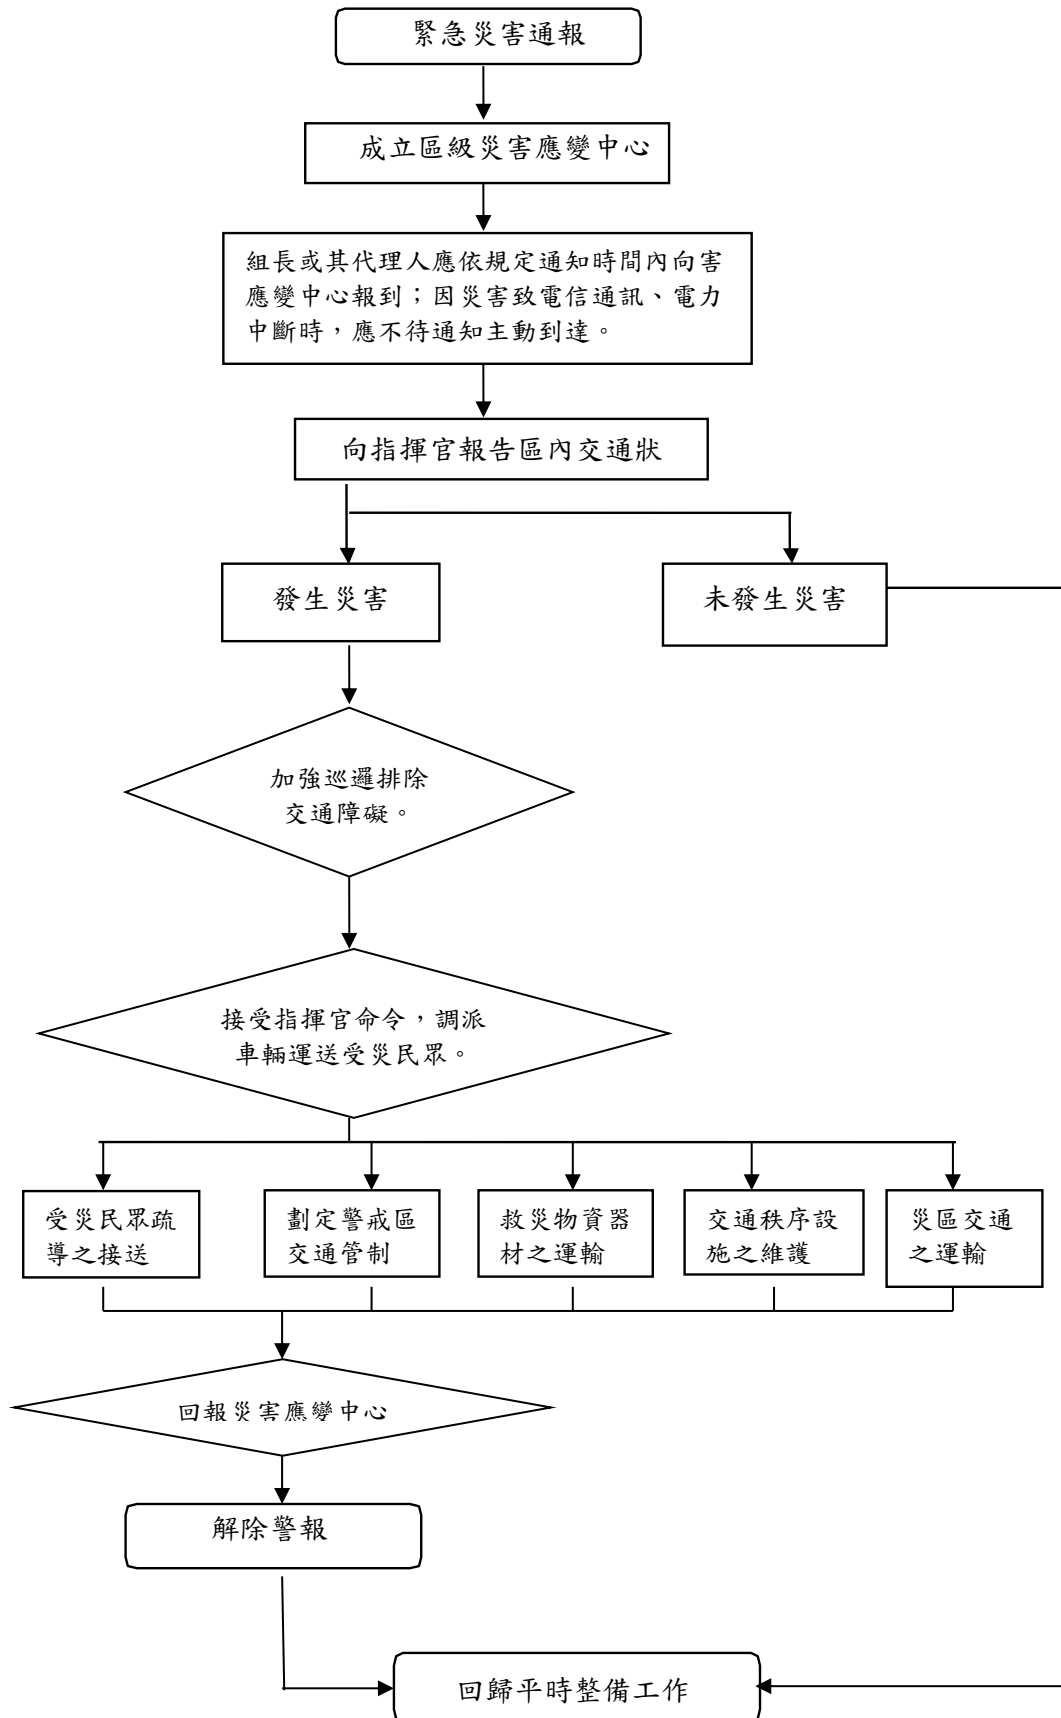 緊急災害通報
成立區級災害應變中心
組長或其代理人應依規定通知時間內向害
應變中心報到；因災害致電信通訊、電力
中斷時，應不待通知主動到達。
向指揮官報告區內交通狀
發生災害
未發生災害
加強巡邏排除
交通障礙。
接受指揮官命令，調派
車輛運送受災民眾。
受災民眾疏
導之接送
劃定警戒區
交通管制
救災物資器
材之運輸
交通秩序設
施之維護
災區交通
之運輸
回報災害應變中心
解除警報
回歸平時整備工作